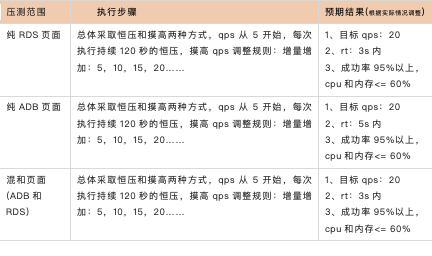 压测范围 执行步骤 预期结果(根据实际情况调整)
纯 RDS 页面 总体采取恒压和摸高两种方式，qps 从 5 开始，每次 1、目标 qps：20
执行持续 120 秒的恒压，摸高 qps 调整规则：增量增 2、rt：3s 内
加：5，10，15，20…… 3、成功率 95%以上，
cpu 和内存<= 60%
纯 ADB 页面 总体采取恒压和摸高两种方式，qps 从 5 开始，每次 1、目标 qps：20
执行持续 120 秒的恒压，摸高 qps 调整规则：增量增 2、rt：5s 内
加：5，10，15，20…… 3、成功率 95%以上，
cpu 和内存<= 60%
混和页面 总体采取恒压和摸高两种方式，qps 从 5 开始，每次 1、目标 qps：20
(ADB 和 执行持续 120 秒的恒压，摸高 qps 调整规则：增量增 2、rt：3s 内
RDS) 加：5，10，15，20…… 3、成功率 95%以上，
cpu 和内存<= 60%